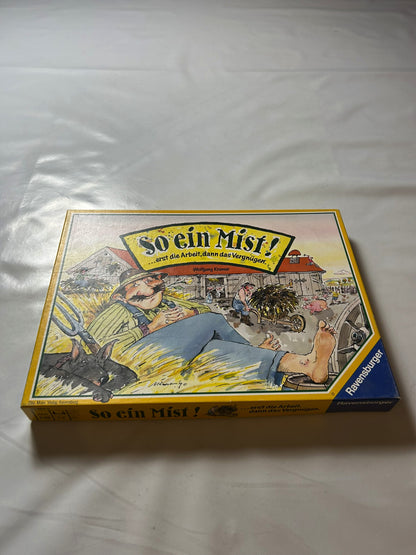 So ein Mist!
...erst die Arbeit, dann das Vergnügen.
Wolfgang Kramer
Ravensburger
So ein Mist!
erst die Arbeit,
dann das Vergnügen.
Ravensburger